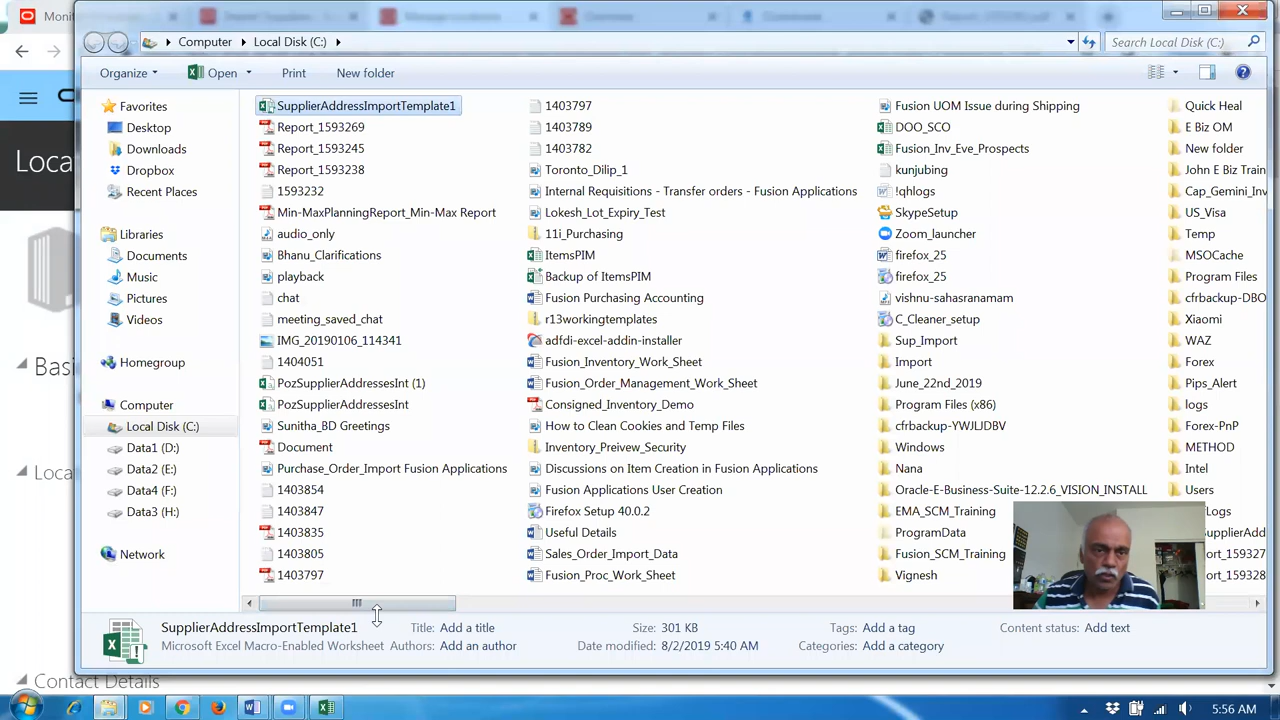 Moni
Computer Local Disk (C:)
Search Local Disk (C:)
Organize Open Print New folder
Loca
Basi
Loca
Contact Details
Favorites
Desktop
Downloads
Dropbox
Recent Places
Libraries
Documents
Music
Pictures
Videos
Homegroup
Computer
Local Disk (C:)
Data1 (D:)
Data2 (E:)
Data4 (F:)
Data3 (H:)
Network
SupplierAddressImportTemplate1
Report_1593269
Report_1593245
Report_1593238
1593232
Min-MaxPlanningReport_Min-Max Report
audio_only
Bhanu_Clarifications
playback
chat
meeting_saved_chat
IMG_20190106_114341
1404051
PozSupplierAddressesInt (1)
PozSupplierAddressesInt
Sunitha_BD Greetings
Document
Purchase_Order_Import Fusion Applications
1403854
1403847
1403835
1403805
1403797
1403797
1403789
1403782
Toronto_Dilip_1
Internal Requisitions - Transfer orders - Fusion Applications
Lokesh_Lot_Expiry_Test
11i_Purchasing
ItemsPIM
Backup of ItemsPIM
Fusion Purchasing Accounting
r13workingtemplates
adfdi-excel-addin-installer
Fusion_Inventory_Work_Sheet
Fusion_Order_Management_Work_Sheet
Consigned_Inventory_Demo
How to Clean Cookies and Temp Files
Inventory_Preivew_Security
Discussions on Item Creation in Fusion Applications
Fusion Applications User Creation
Firefox Setup 40.0.2
Useful Details
Sales_Order_Import_Data
Fusion_Proc_Work_Sheet
Fusion UOM Issue during Shipping
DOO_SCO
Fusion_Inv_Eve_Prospects
kunjubing
!qhlogs
SkypeSetup
Zoom_launcher
firefox_25
firefox_25
vishnu-sahasranamam
C_Cleaner_setup
Sup_Import
Import
June_22nd_2019
Program Files (x86)
cfrbackup-YWJLJDBV
Windows
Nana
Oracle-E-Business-Suite-12.2.6_VISION_INSTALL
EMA_SCM_Training
ProgramData
Fusion_SCM_Training
Vignesh
Quick Heal
E Biz OM
New folder
John E Biz Train
Cap_Gemini_Inv
US_Visa
Temp
MSOCache
Program Files
cfrbackup-DBO
Xiaomi
WAZ
Forex
Pips_Alert
logs
Forex-PnP
METHOD
Intel
Users
Logs
upplierAdd
ort_159327
ort_159328
SupplierAddressImportTemplate1 Title: Add a title Size: 301 KB Tags: Add a tag Content status: Add text
Microsoft Excel Macro-Enabled Worksheet Authors: Add an author Date modified: 8/2/2019 5:40 AM Categories: Add a category
5:56 AM